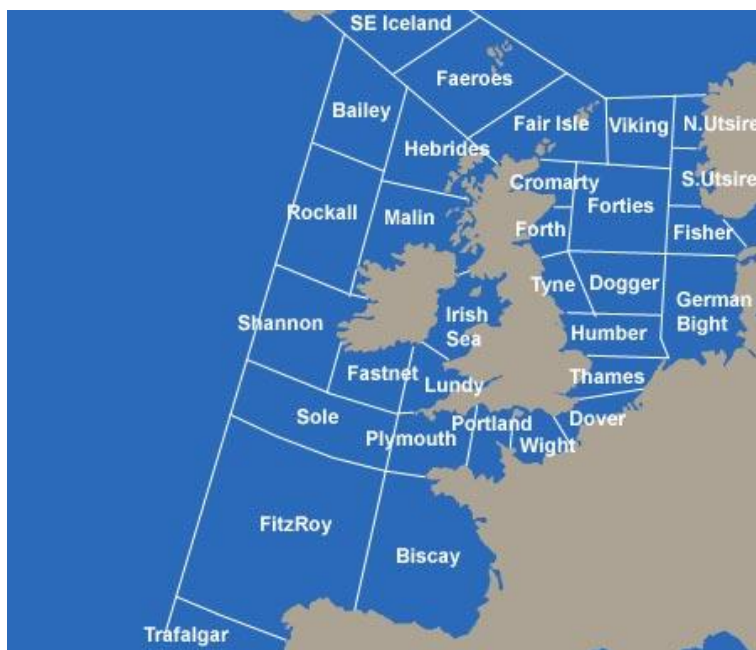 SE Iceland
Faeroes
Bailey
Fair Isle
Viking
N.Utsire
Hebrides
Cromarty
S.Utsire
Rockall
Malin
Forties
Forth
Fisher
Tyne
Dogger
German
Bight
Shannon
Irish
Sea
Humber
Fastnet
Lundy
Thames
Sole
Plymouth
Portland
Dover
Wight
FitzRoy
Biscay
Trafalgar